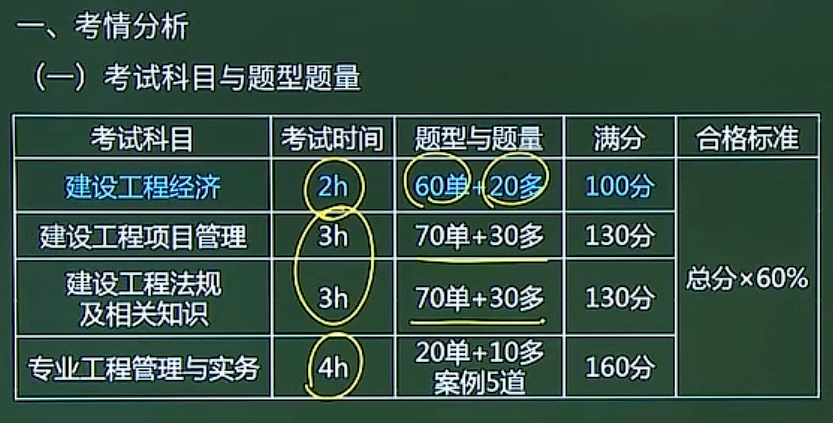 一、考情分析
（一）考试科目与题型题量
考试科目 考试时间 题型与题量 满分 合格标准
建设工程经济 2h 60单+20多 100分
建设工程项目管理 3h 70单+30多 130分
建设工程法规
及相关知识 3h 70单+30多 130分
总分×60%
专业工程管理与实务 4h 20单+10多
案例5道 160分